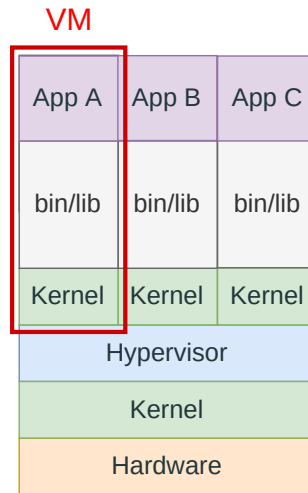 VM
App A App B App C
bin/lib bin/lib bin/lib
Kernel Kernel Kernel
Hypervisor
Kernel
Hardware